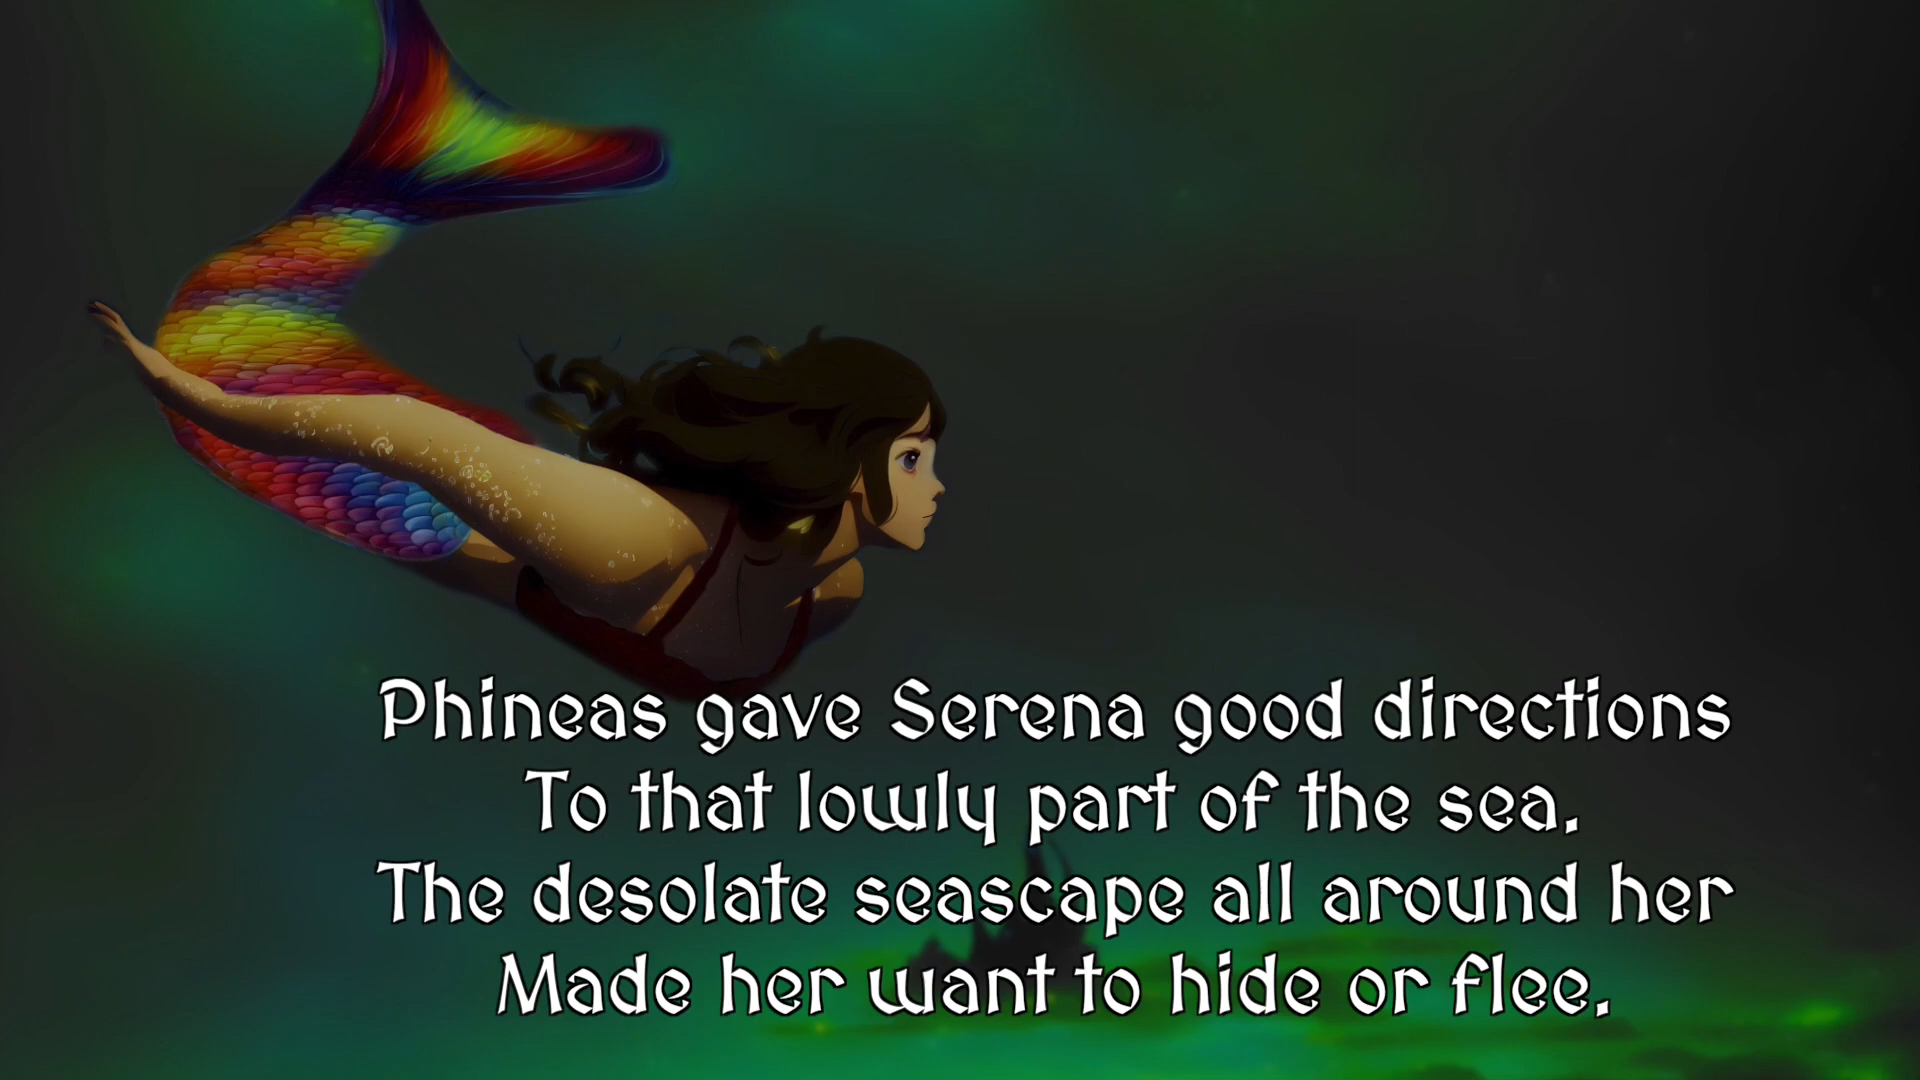 Phineas gave Serena good directions
To that lowly part of the sea.
The desolate seascape all around her
Made her want to hide or flee.